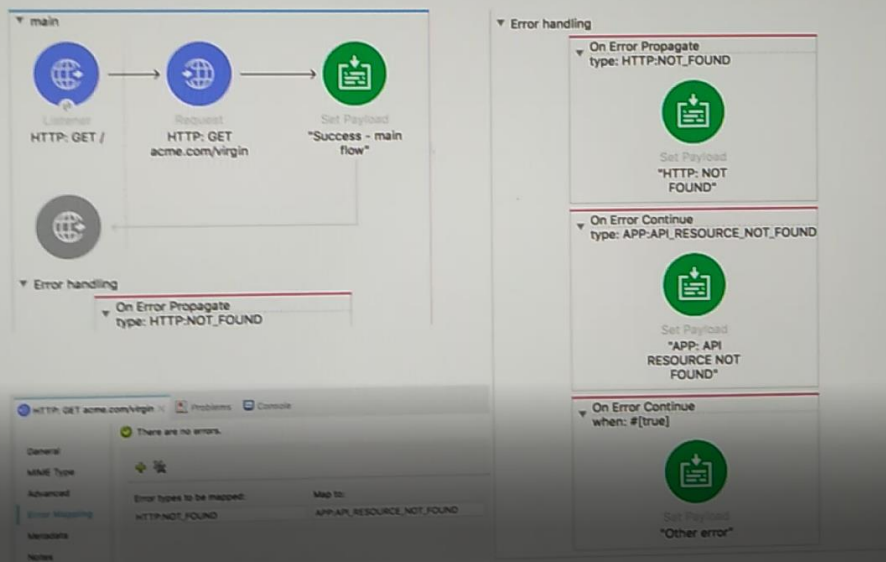 main
Listener
HTTP: GET /
Request
HTTP: GET
acme.com/virgin
Set Payload
"Success - main
flow"
Error handling
On Error Propagate
type: HTTP:NOT_FOUND
Error handling
On Error Propagate
type: HTTP:NOT_FOUND
Set Payload
"HTTP: NOT
FOUND"
On Error Continue
type: APP:API_RESOURCE_NOT_FOUND
Set Payload
"APP: API
RESOURCE NOT
FOUND"
On Error Continue
when: #[true]
Set Payload
"Other error"
HTTP: GET acme.com/virgin
Problems
Console
There are no errors.
General
MIME Type
Advanced
Error Mapping
Metadata
Notes
Error types to be mapped:
Map to:
HTTP:NOT_FOUND
APP:API_RESOURCE_NOT_FOUND